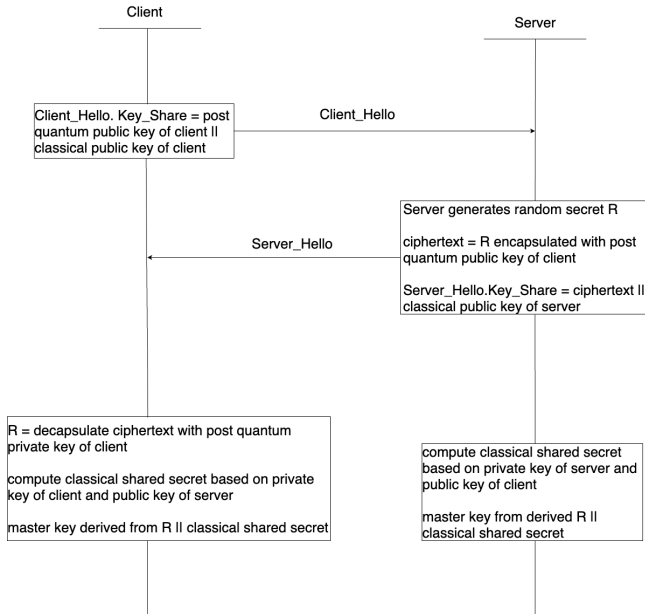 Client
Server
Client_Hello. Key_Share = post
quantum public key of client ||
classical public key of client
Client_Hello
Server generates random secret R
ciphertext = R encapsulated with post
quantum public key of client
Server_Hello.Key_Share = ciphertext ||
classical public key of server
Server_Hello
R = decapsulate ciphertext with post quantum
private key of client
compute classical shared secret based on private
key of client and public key of server
master key derived from R || classical shared secret
compute classical shared secret
based on private key of server and
public key of client
master key from derived R ||
classical shared secret